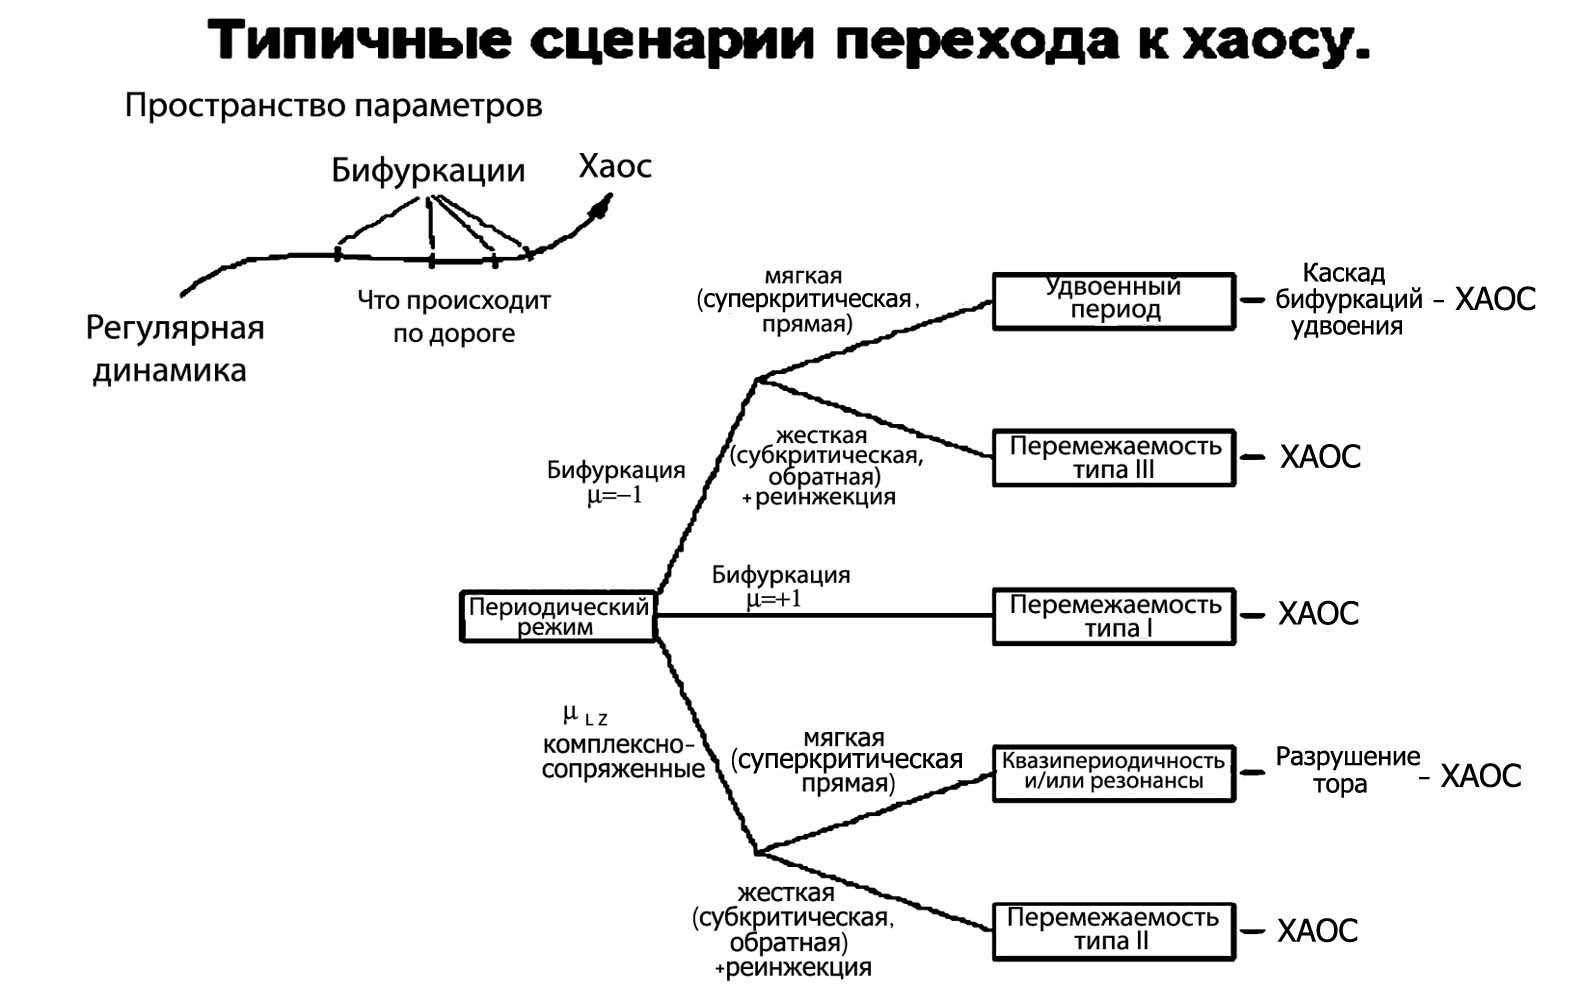 Типичные сценарии перехода к хаосу.
Пространство параметров
Бифуркации
Хаос
Что происходит
по дороге
Регулярная
динамика
мягкая
(суперкритическая,
прямая)
Удвоенный
период
Каскад
бифуркаций
удвоения
– ХАОС
жесткая
(субкритическая,
обратная)
+реинжекция
Перемежаемость
типа III
ХАОС
Бифуркация
μ=–1
Периодический
режим
Бифуркация
μ=+1
Перемежаемость
типа I
ХАОС
μ L Z
комплексно-
сопряженные
мягкая
(суперкритическая
прямая)
Квазипериодичность
и/или резонансы
Разрушение
тора
– ХАОС
жесткая
(субкритическая,
обратная)
+реинжекция
Перемежаемость
типа II
ХАОС